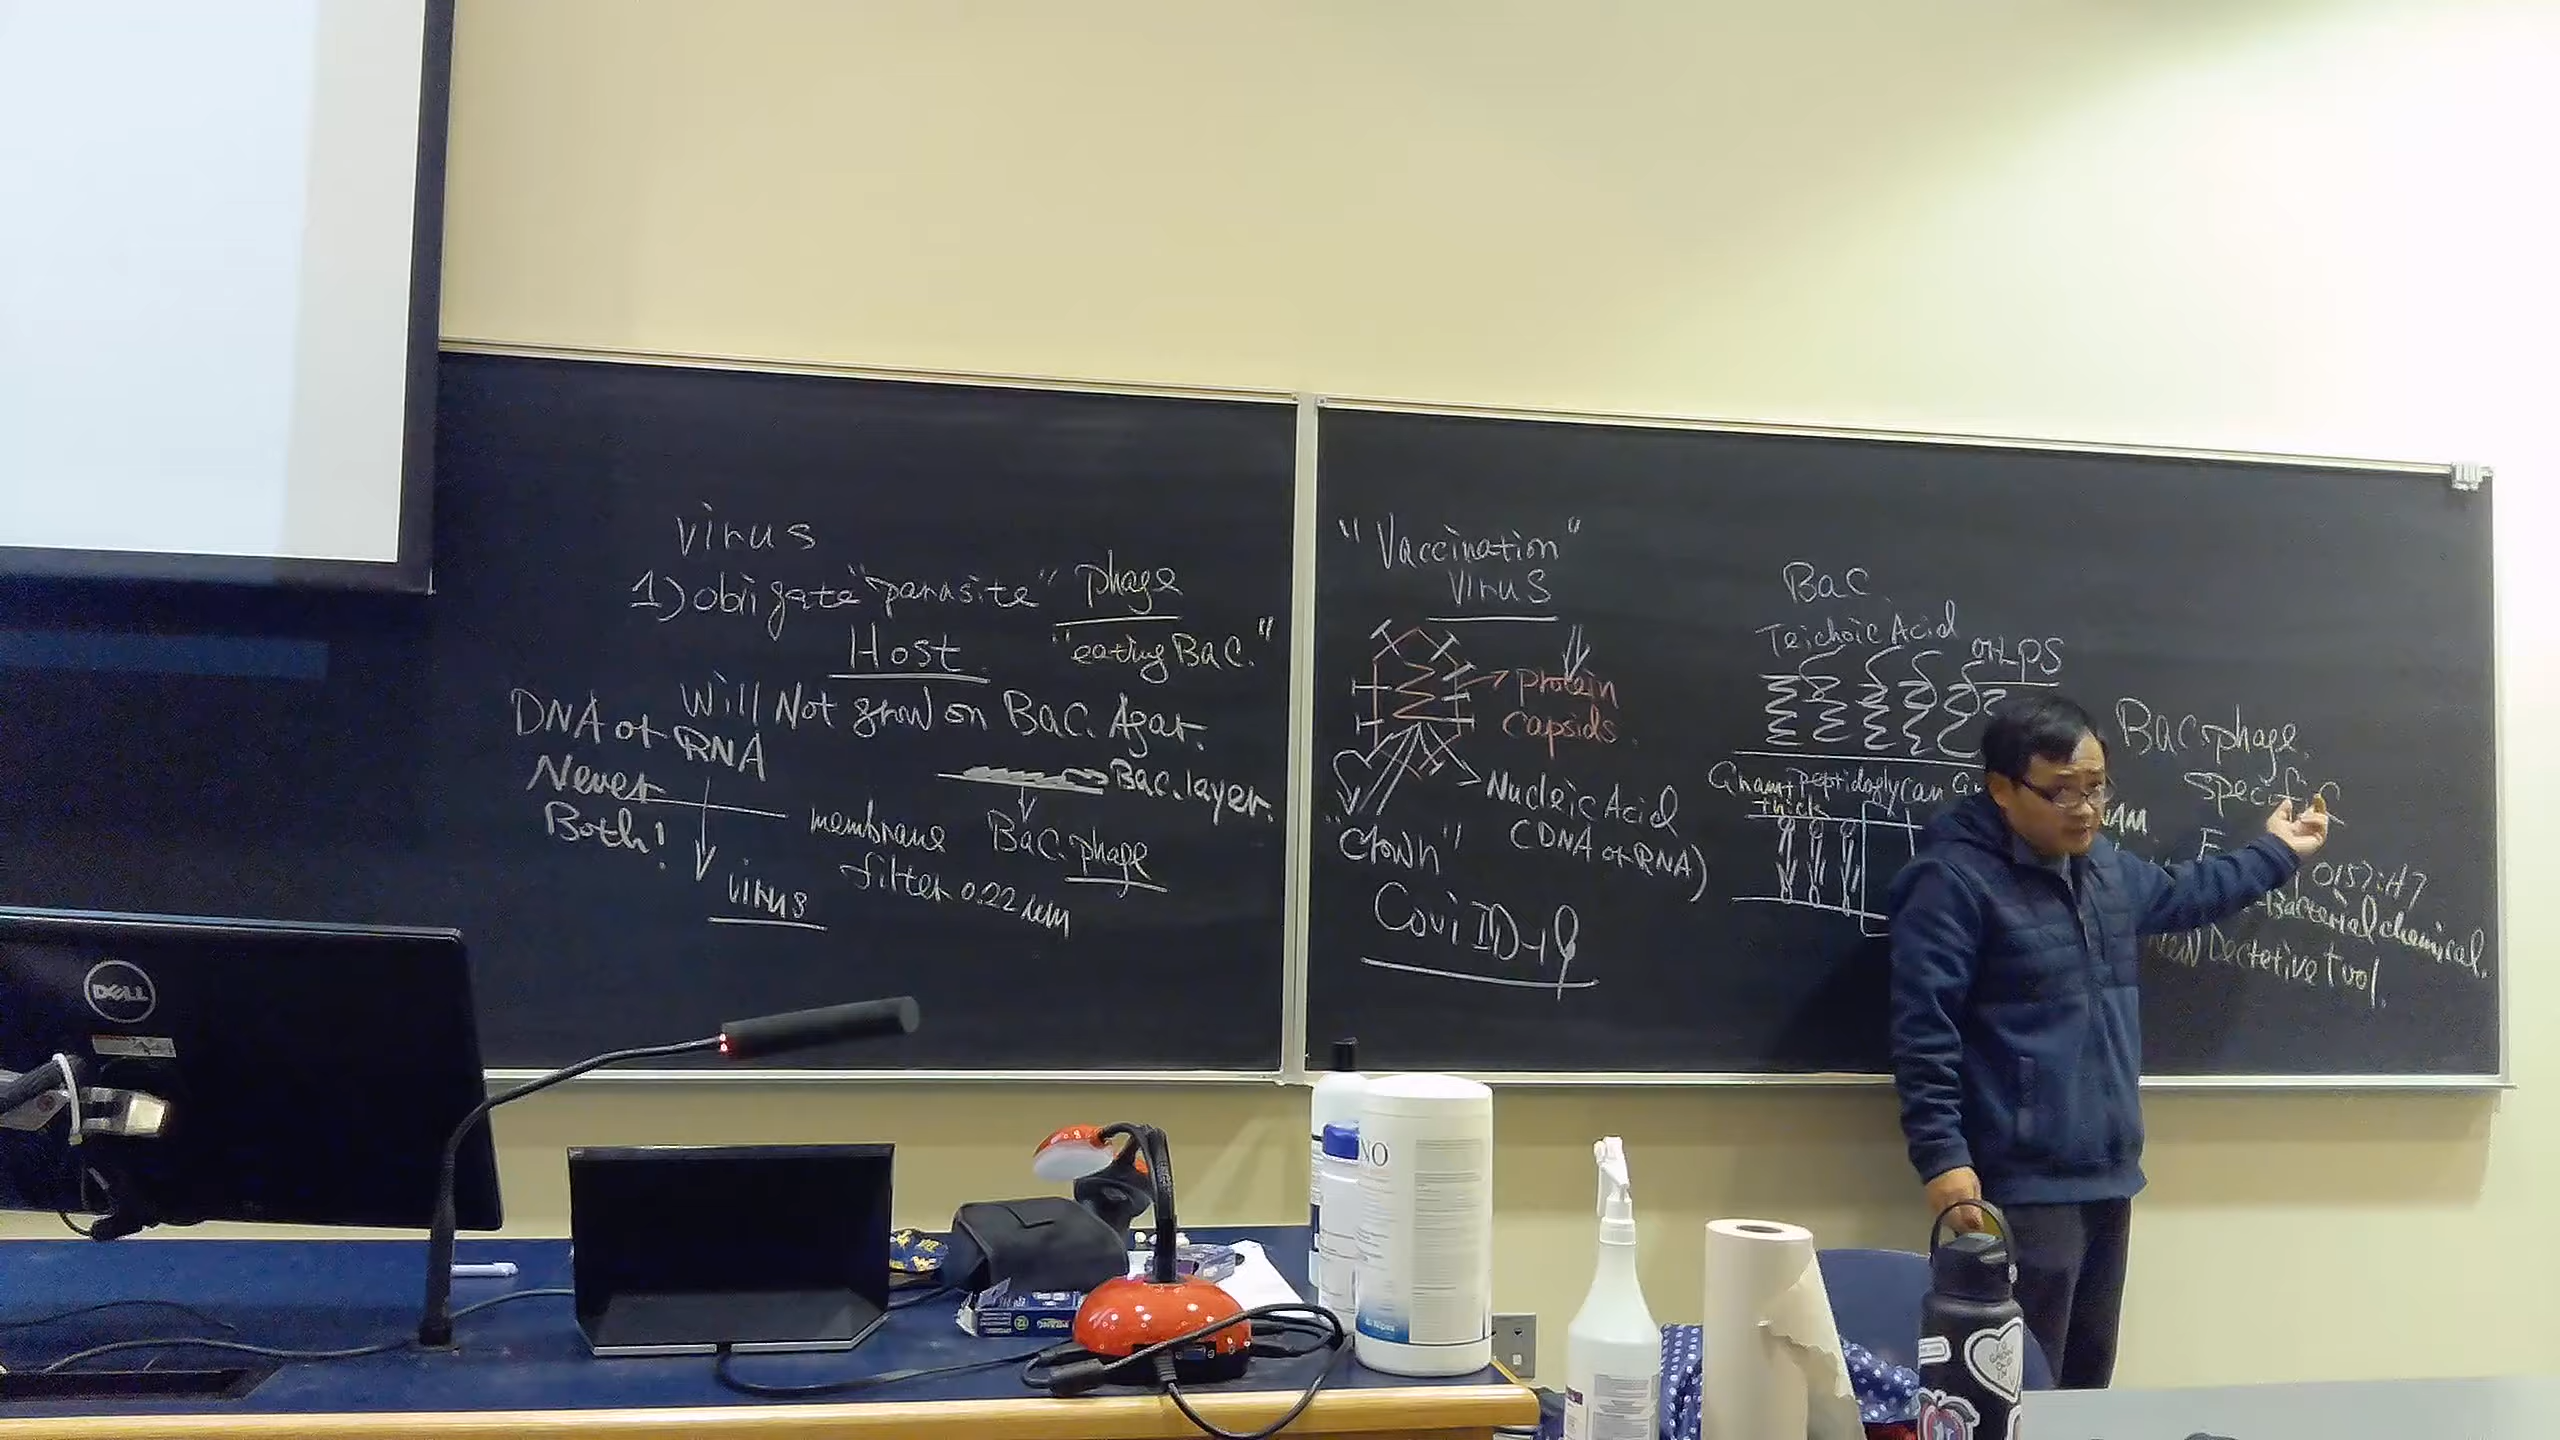 virus
1) obligate "parasite" phage
Host "eating Bac."
Will Not grow on Bac. Agar.
DNA or RNA
Never
Both!
virus
Bac. layer.
membrane
filter 0.22 um
Bac. phage
"Vaccination"
virus
protein
capsids.
Nucleic Acid
(DNA or RNA)
"Crown"
CoviID-19
Bac.
Teichoic Acid or LPS
Gram+ peptidoglycan
thick
Bac. phage.
specific
O157:H7
Bacterial chemical.
New Dectetive tool.
DELL